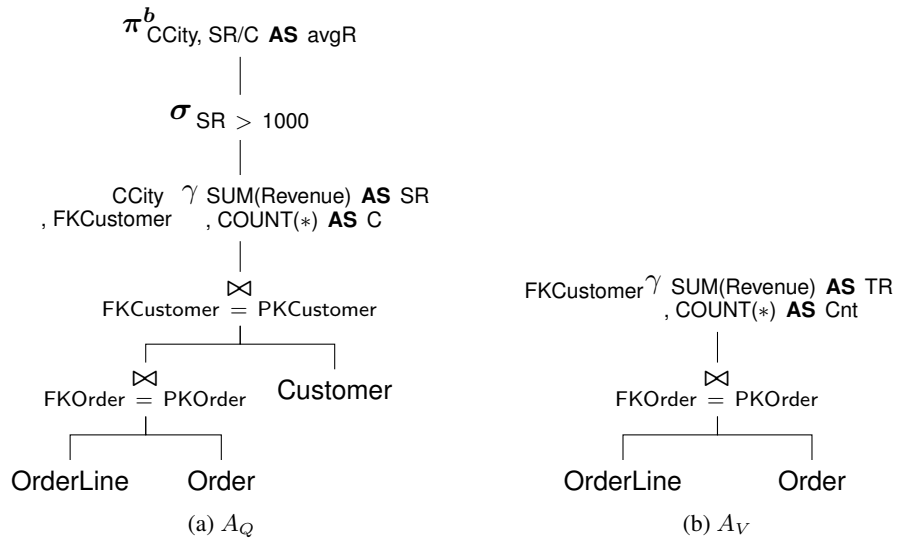 π^b CCity, SR/C AS avgR
σ SR > 1000
CCity γ SUM(Revenue) AS SR
, FKCustomer , COUNT(*) AS C
⋈
FKCustomer = PKCustomer
⋈
FKOrder = PKOrder
Customer
OrderLine Order
(a) A_Q
FKCustomer γ SUM(Revenue) AS TR
, COUNT(*) AS Cnt
⋈
FKOrder = PKOrder
OrderLine Order
(b) A_V